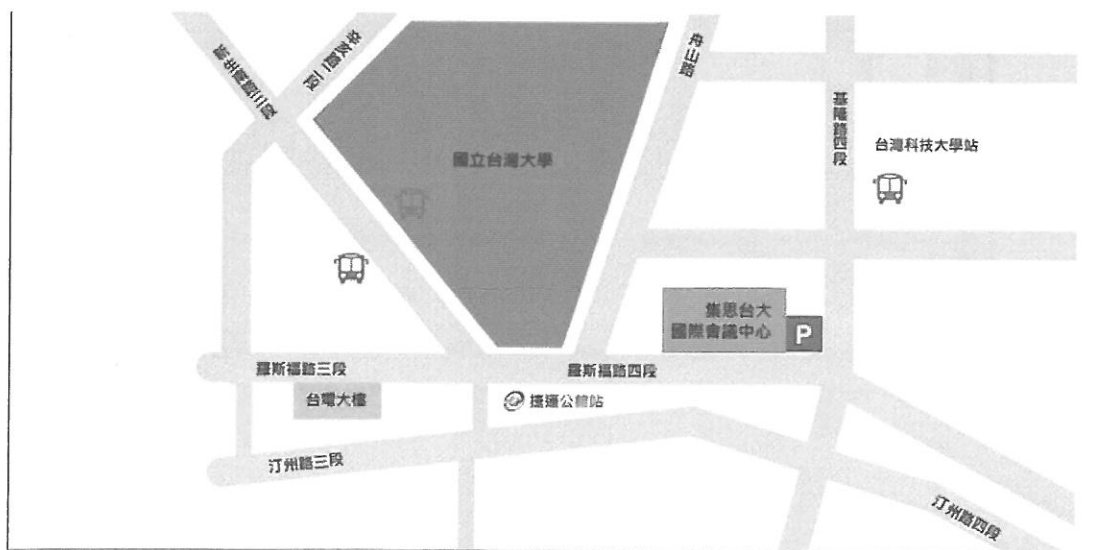 新生南路三段
辛亥路二段
舟山路
基隆路四段
國立台灣大學
台灣科技大學站
集思台大
國際會議中心
P
羅斯福路三段
羅斯福路四段
台電大樓
捷運公館站
汀州路三段
汀州路四段